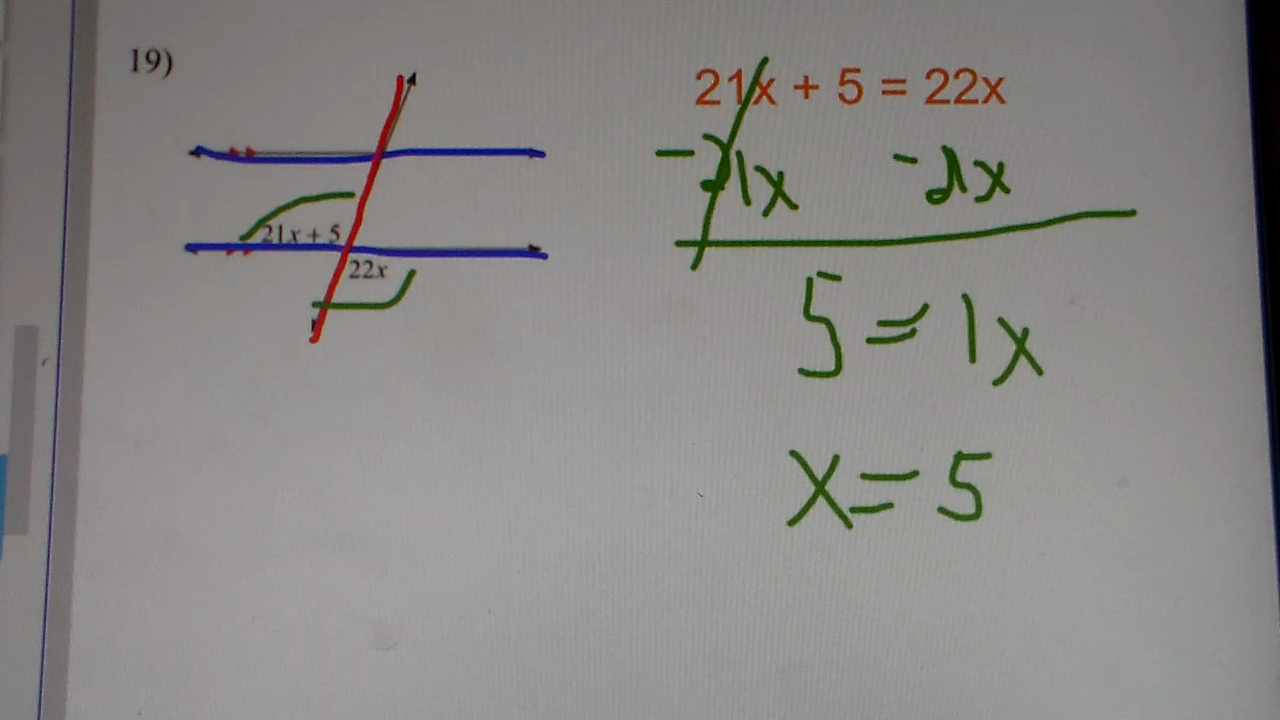 19)
21x + 5
22x
21x + 5 = 22x
-21x -21x
5 = 1x
x = 5